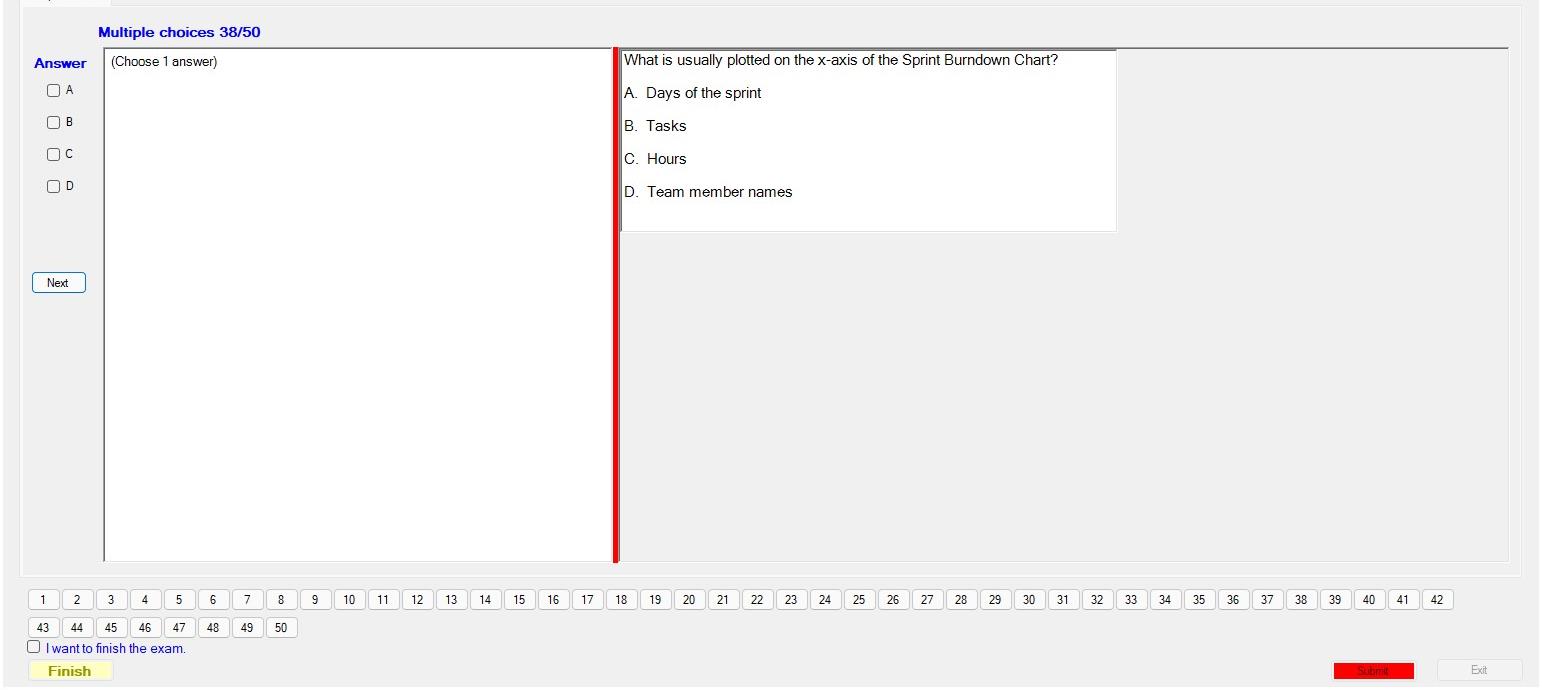 Multiple choices 38/50
Answer
(Choose 1 answer)
A
B
C
D
Next
What is usually plotted on the x-axis of the Sprint Burndown Chart?
A. Days of the sprint
B. Tasks
C. Hours
D. Team member names
1 2 3 4 5 6 7 8 9 10 11 12 13 14 15 16 17 18 19 20 21 22 23 24 25 26 27 28 29 30 31 32 33 34 35 36 37 38 39 40 41 42
43 44 45 46 47 48 49 50
I want to finish the exam.
Finish
Submit
Exit